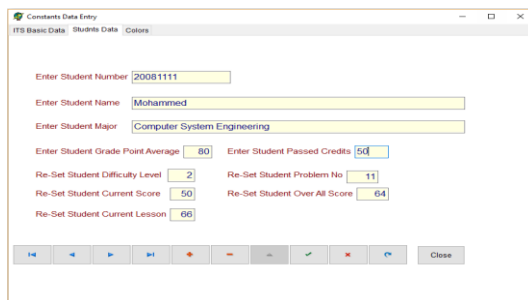 Constants Data Entry
ITS Basic Data Studnts Data Colors
Enter Student Number 20081111
Enter Student Name Mohammed
Enter Student Major Computer System Engineering
Enter Student Grade Point Average 80 Enter Student Passed Credits 50
Re-Set Student Difficulty Level 2 Re-Set Student Problem No 11
Re-Set Student Current Score 50 Re-Set Student Over All Score 64
Re-Set Student Current Lesson 66
Close